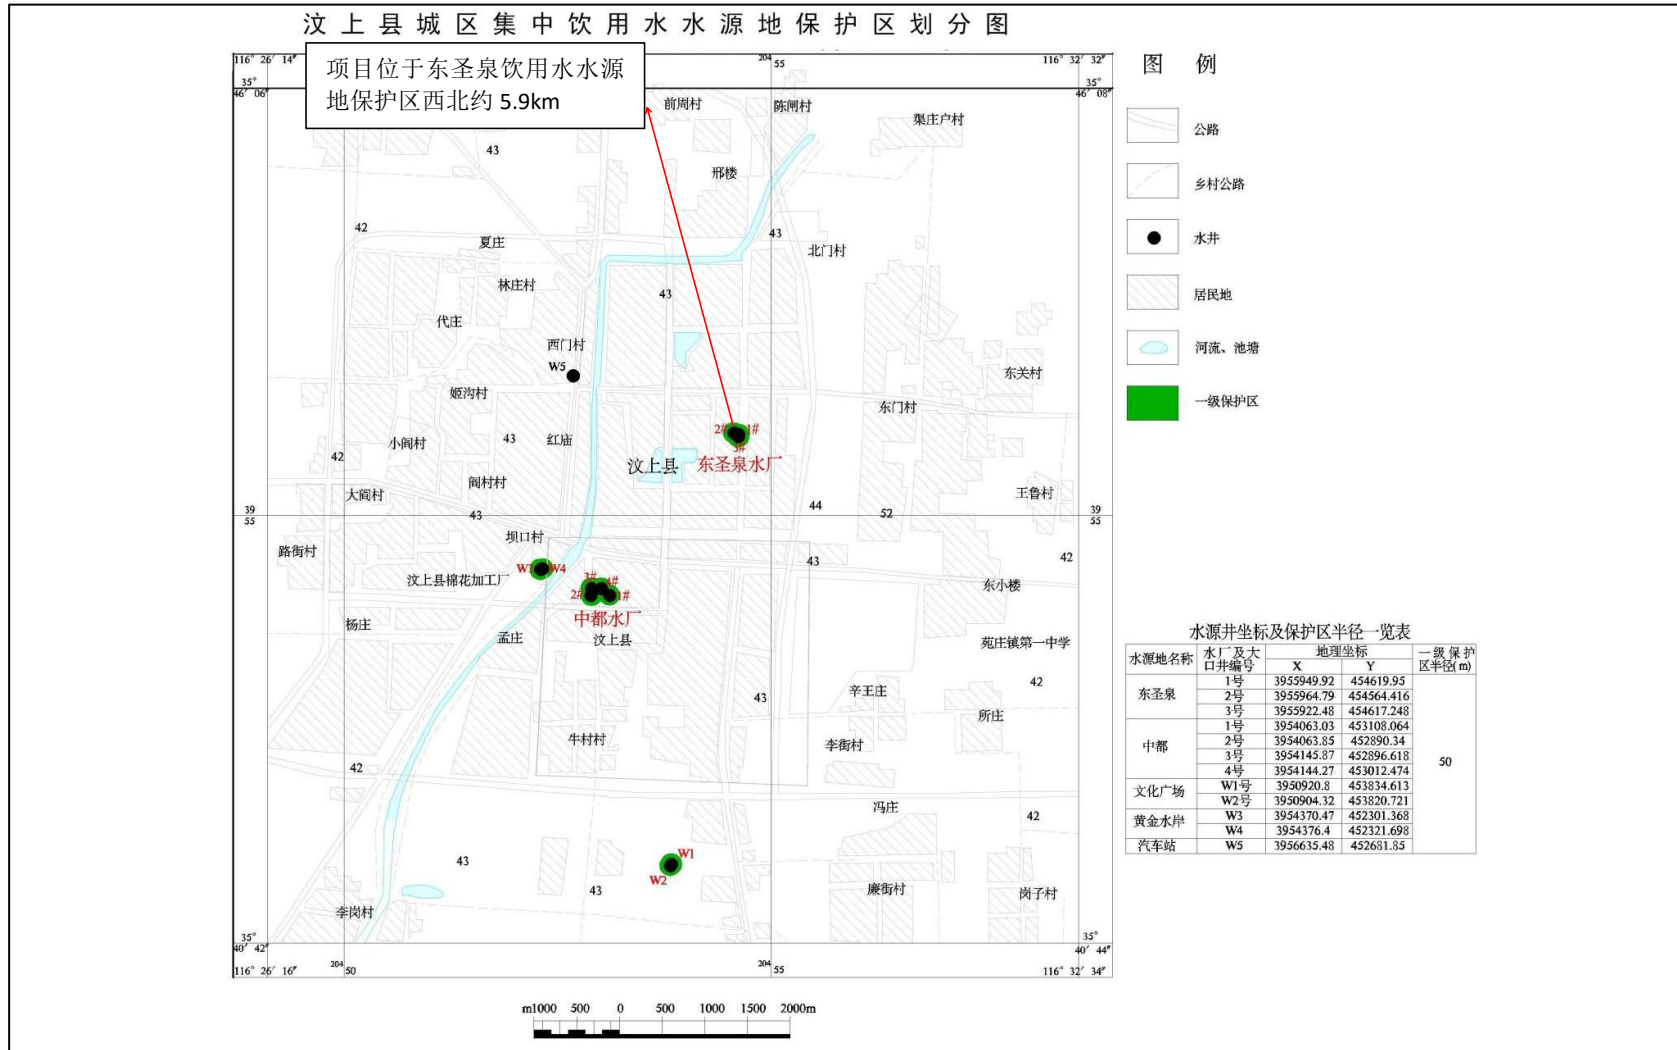 汶上县城区集中饮用水水源地保护区划分图
项目位于东圣泉饮用水水源
地保护区西北约 5.9km
116° 26′ 14″
204
55
116° 32′ 32″
35°
46′ 06″
35°
46′ 08″
前周村
陈闸村
渠庄户村
43
邢楼
42
夏庄
43
北门村
林庄村
43
代庄
西门村
W5
东关村
姬沟村
东门村
小阎村
43
红庙
2#
1#
3#
42
汶上县
东圣泉水厂
大阎村
阎村村
王鲁村
44
39
55
43
52
39
55
坝口村
路街村
43
42
W3
W4
汶上县棉花加工厂
3#
4#
2#
1#
东小楼
中都水厂
杨庄
孟庄
汶上县
苑庄镇第一中学
42
43
辛王庄
所庄
牛村村
李街村
42
冯庄
42
43
W1
W2
43
廉街村
岗子村
李岗村
35°
40′ 42″
35°
40′ 44″
116° 26′ 16″
204
50
204
55
116° 32′ 34″
m1000 500 0 500 1000 1500 2000m
图 例
公路
乡村公路
水井
居民地
河流、池塘
一级保护区
水源井坐标及保护区半径一览表
水源地名称 水厂及大口井编号 地理坐标 一级保护区半径(m)
X Y
东圣泉 1号 3955949.92 454619.95
2号 3955964.79 454564.416
3号 3955922.48 454617.248
中都 1号 3954063.03 453108.064
2号 3954063.85 452890.34
3号 3954145.87 452896.618
4号 3954144.27 453012.474
50
文化广场 W1号 3950920.8 453834.613
W2号 3950904.32 453820.721
黄金水岸 W3 3954370.47 452301.368
W4 3954376.4 452321.698
汽车站 W5 3956635.48 452681.85